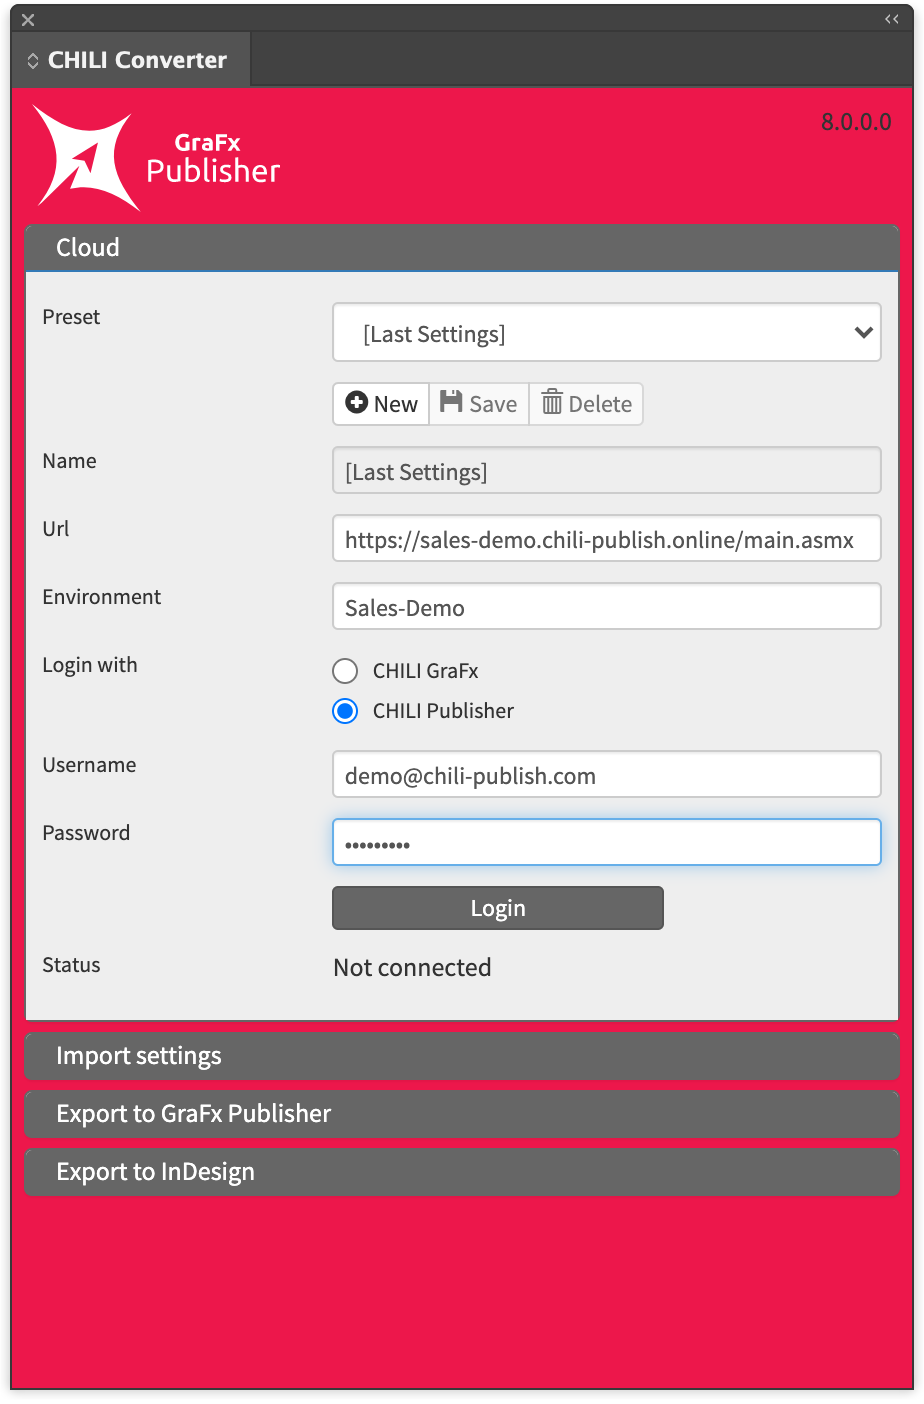 CHILI Converter
8.0.0.0
GraFx
Publisher
Cloud
Preset
[Last Settings]
New Save Delete
Name
[Last Settings]
Url
https://sales-demo.chili-publish.online/main.asmx
Environment
Sales-Demo
Login with
CHILI GraFx
CHILI Publisher
Username
demo@chili-publish.com
Password
•••••••••
Login
Status
Not connected
Import settings
Export to GraFx Publisher
Export to InDesign